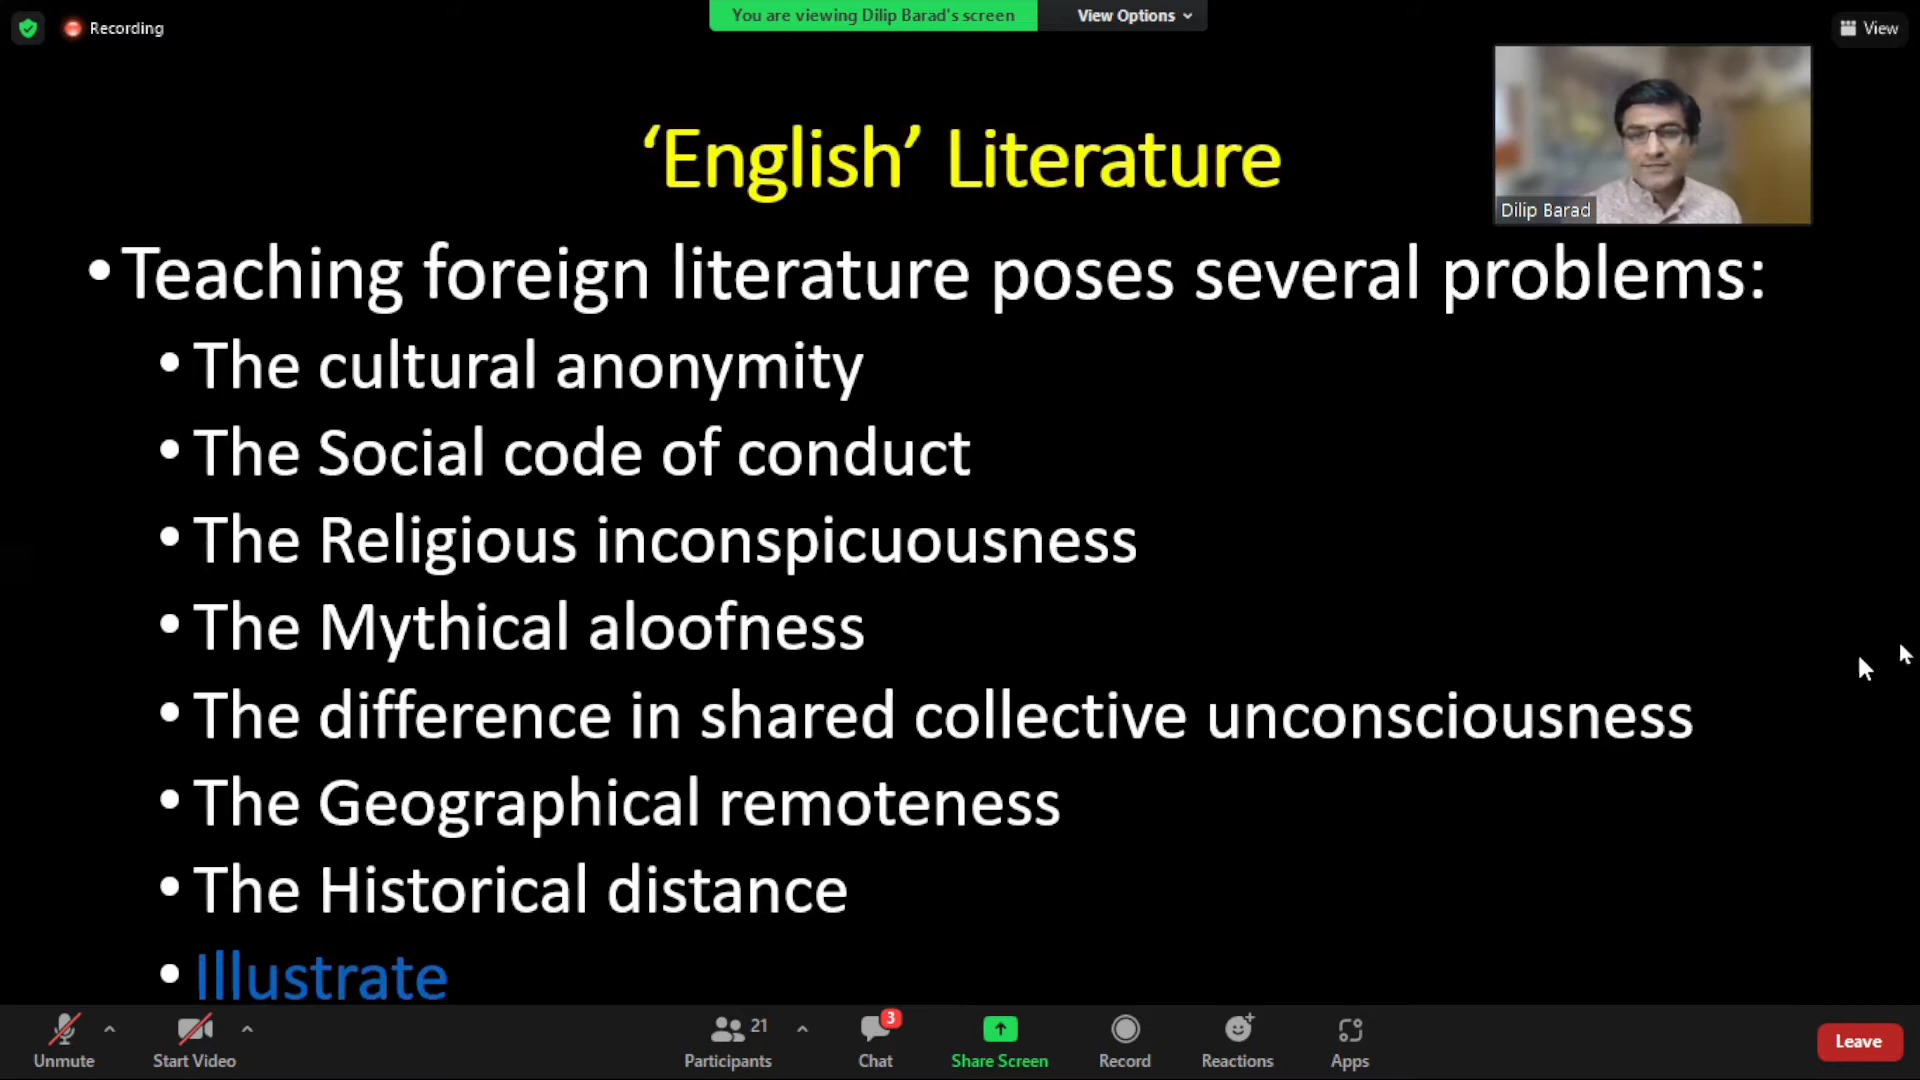 Recording
You are viewing Dilip Barad's screen
View Options
View
Dilip Barad
‘English’ Literature
•Teaching foreign literature poses several problems:
•The cultural anonymity
•The Social code of conduct
•The Religious inconspicuousness
•The Mythical aloofness
•The difference in shared collective unconsciousness
•The Geographical remoteness
•The Historical distance
•Illustrate
Unmute
Start Video
21
Participants
3
Chat
Share Screen
Record
Reactions
Apps
Leave